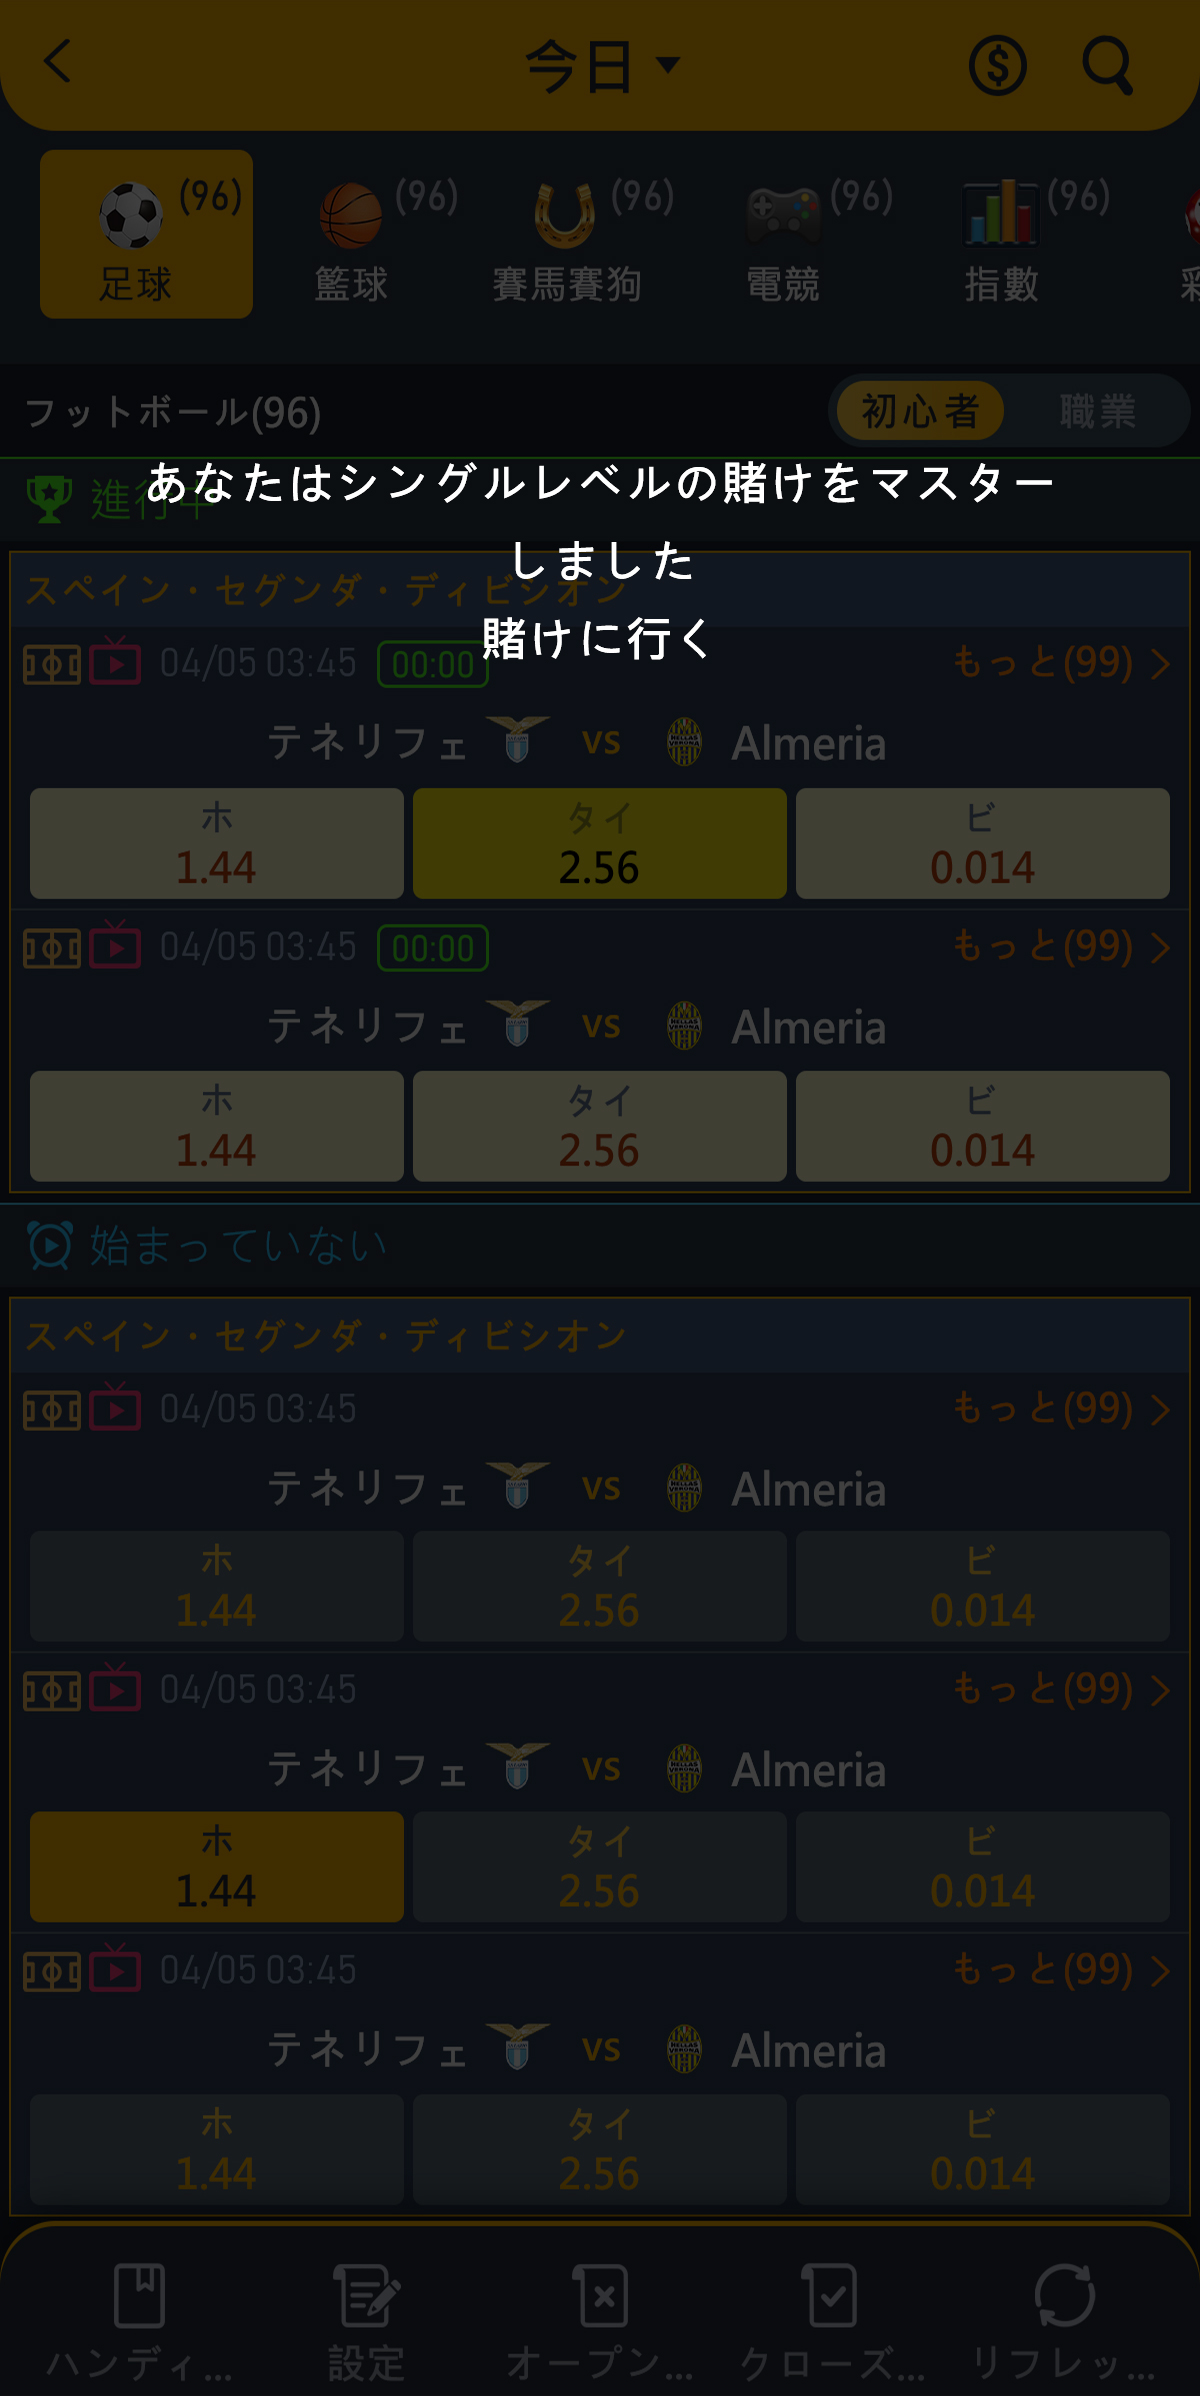 今日
(96) (96) (96) (96) (96)
足球 籃球 賽馬賽狗 電競 指數
フットボール(96) 初心者 職業
進行中
あなたはシングルレベルの賭けをマスター
しました
賭けに行く
スペイン・セグンダ・ディビシオン
04/05 03:45 00:00 もっと(99)
テネリフェ vs Almeria
ホ タイ ビ
1.44 2.56 0.014
04/05 03:45 00:00 もっと(99)
テネリフェ vs Almeria
ホ タイ ビ
1.44 2.56 0.014
始まっていない
スペイン・セグンダ・ディビシオン
04/05 03:45 もっと(99)
テネリフェ vs Almeria
ホ タイ ビ
1.44 2.56 0.014
04/05 03:45 もっと(99)
テネリフェ vs Almeria
ホ タイ ビ
1.44 2.56 0.014
04/05 03:45 もっと(99)
テネリフェ vs Almeria
ホ タイ ビ
1.44 2.56 0.014
ハンディ... 設定 オープン... クローズ... リフレッ...